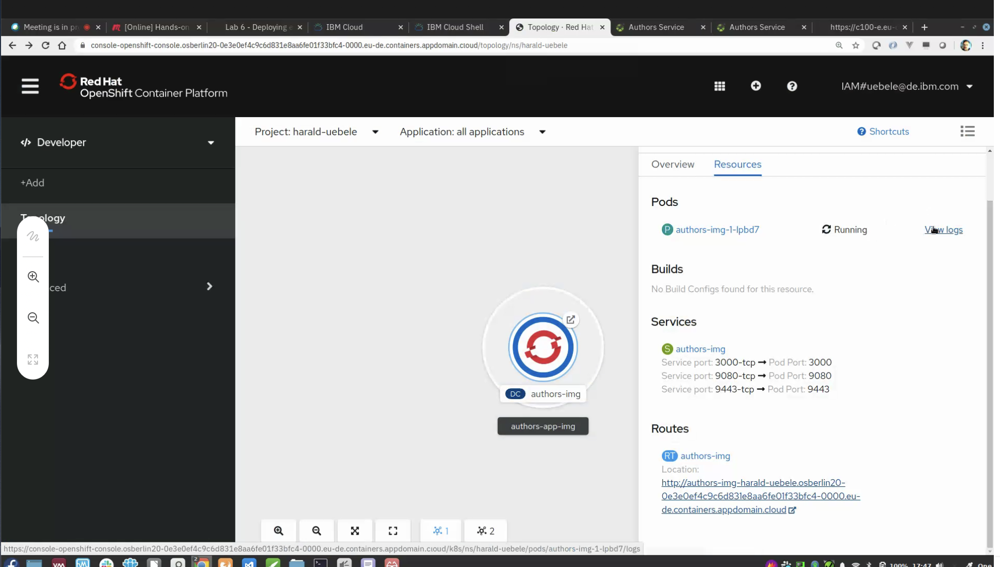 Meeting is in pr
[Online] Hands-on
Lab 6 - Deploying e
IBM Cloud
IBM Cloud Shell
Topology · Red Hat
Authors Service
Authors Service
https://c100-e.eu-
console-openshift-console.osberlin20-0e3e0ef4c9c6d831e8aa6fe01f33bfc4-0000.eu-de.containers.appdomain.cloud/topology/ns/harald-uebele
Red Hat
OpenShift Container Platform
IAM#uebele@de.ibm.com
Developer
+Add
Topology
ced
Project: harald-uebele
Application: all applications
Shortcuts
DC authors-img
authors-app-img
1
2
Overview
Resources
Pods
P authors-img-1-lpbd7 Running View logs
Builds
No Build Configs found for this resource.
Services
S authors-img
Service port: 3000-tcp → Pod Port: 3000
Service port: 9080-tcp → Pod Port: 9080
Service port: 9443-tcp → Pod Port: 9443
Routes
RT authors-img
Location:
http://authors-img-harald-uebele.osberlin20-
0e3e0ef4c9c6d831e8aa6fe01f33bfc4-0000.eu-
de.containers.appdomain.cloud
https://console-openshift-console.osberlin20-0e3e0ef4c9c6d831e8aa6fe01f33bfc4-0000.eu-de.containers.appdomain.cloud/k8s/ns/harald-uebele/pods/authors-img-1-lpbd7/logs
2
100% 17:47 One